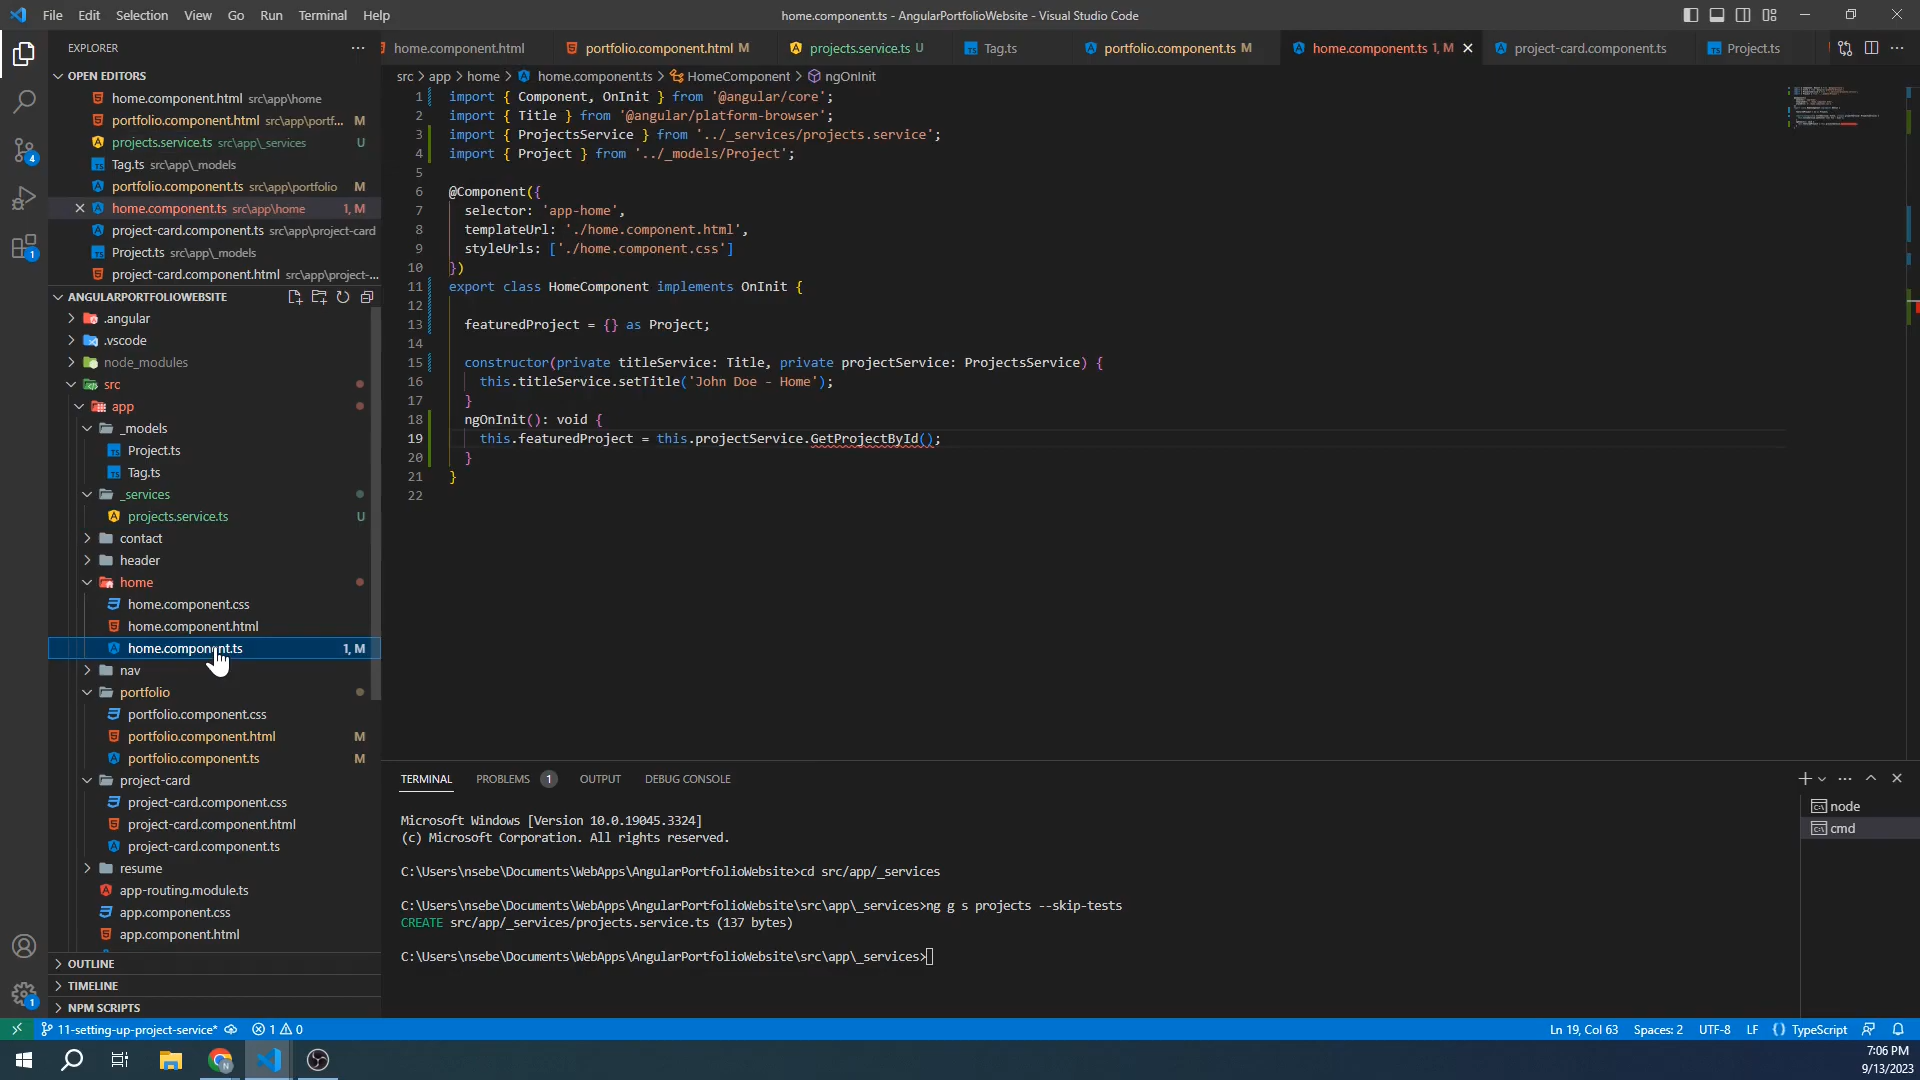 File Edit Selection View Go Run Terminal Help
home.component.ts - AngularPortfolioWebsite - Visual Studio Code
EXPLORER
OPEN EDITORS
home.component.html src\app\home
portfolio.component.html src\app\portf... M
projects.service.ts src\app\_services U
Tag.ts src\app\_models
portfolio.component.ts src\app\portfolio M
home.component.ts src\app\home 1, M
project-card.component.ts src\app\project-card
Project.ts src\app\_models
project-card.component.html src\app\project-...
ANGULARPORTFOLIOWEBSITE
.angular
.vscode
node_modules
src
app
_models
Project.ts
Tag.ts
_services
projects.service.ts U
contact
header
home
home.component.css
home.component.html
home.component.ts 1, M
nav
portfolio
portfolio.component.css
portfolio.component.html M
portfolio.component.ts M
project-card
project-card.component.css
project-card.component.html
project-card.component.ts
resume
app-routing.module.ts
app.component.css
app.component.html
OUTLINE
TIMELINE
NPM SCRIPTS
4
1
1
home.component.html portfolio.component.html M projects.service.ts U Tag.ts portfolio.component.ts M home.component.ts 1, M project-card.component.ts Project.ts
src > app > home > home.component.ts > HomeComponent > ngOnInit
1 import { Component, OnInit } from '@angular/core';
2 import { Title } from '@angular/platform-browser';
3 import { ProjectsService } from '../_services/projects.service';
4 import { Project } from '../_models/Project';
5
6 @Component({
7 selector: 'app-home',
8 templateUrl: './home.component.html',
9 styleUrls: ['./home.component.css']
10 })
11 export class HomeComponent implements OnInit {
12
13 featuredProject = {} as Project;
14
15 constructor(private titleService: Title, private projectService: ProjectsService) {
16 this.titleService.setTitle('John Doe - Home');
17 }
18 ngOnInit(): void {
19 this.featuredProject = this.projectService.GetProjectById();
20 }
21 }
22
TERMINAL PROBLEMS 1 OUTPUT DEBUG CONSOLE
Microsoft Windows [Version 10.0.19045.3324]
(c) Microsoft Corporation. All rights reserved.
C:\Users\nsebe\Documents\WebApps\AngularPortfolioWebsite>cd src/app/_services
C:\Users\nsebe\Documents\WebApps\AngularPortfolioWebsite\src\app\_services>ng g s projects --skip-tests
CREATE src/app/_services/projects.service.ts (137 bytes)
C:\Users\nsebe\Documents\WebApps\AngularPortfolioWebsite\src\app\_services>
node
cmd
11-setting-up-project-service* 1 0
Ln 19, Col 63 Spaces: 2 UTF-8 LF {} TypeScript
7:06 PM
9/13/2023